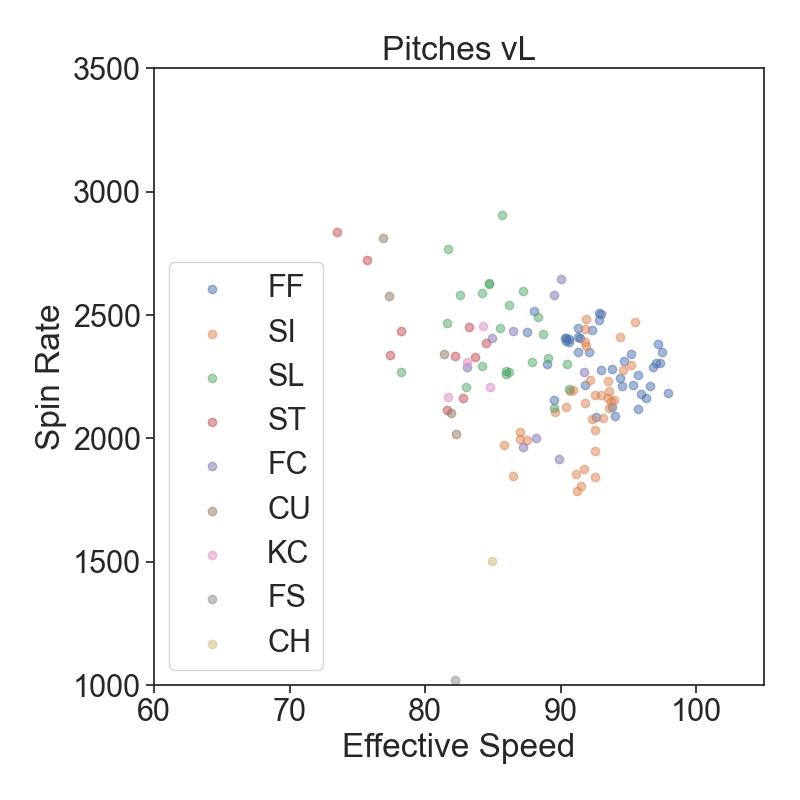 Pitches vL
3500
3000
2500
2000
1500
1000
Spin Rate
FF
SI
SL
ST
FC
CU
KC
FS
CH
60 70 80 90 100
Effective Speed